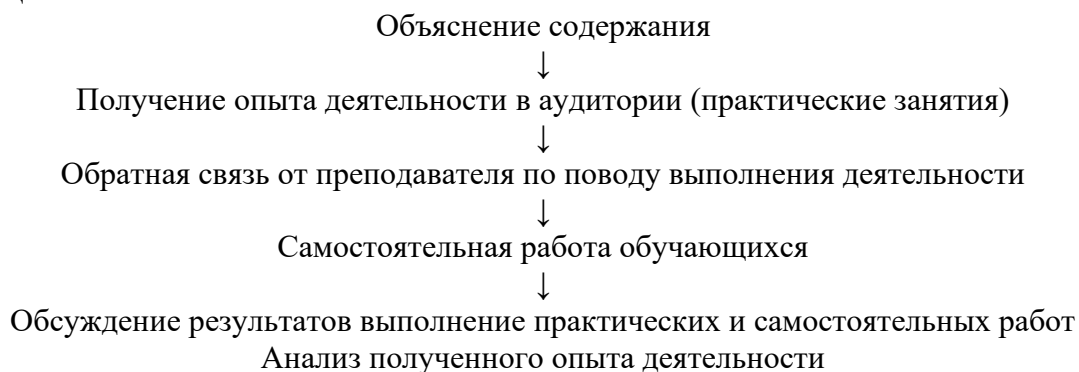 Объяснение содержания
↓
Получение опыта деятельности в аудитории (практические занятия)
↓
Обратная связь от преподавателя по поводу выполнения деятельности
↓
Самостоятельная работа обучающихся
↓
Обсуждение результатов выполнение практических и самостоятельных работ
Анализ полученного опыта деятельности